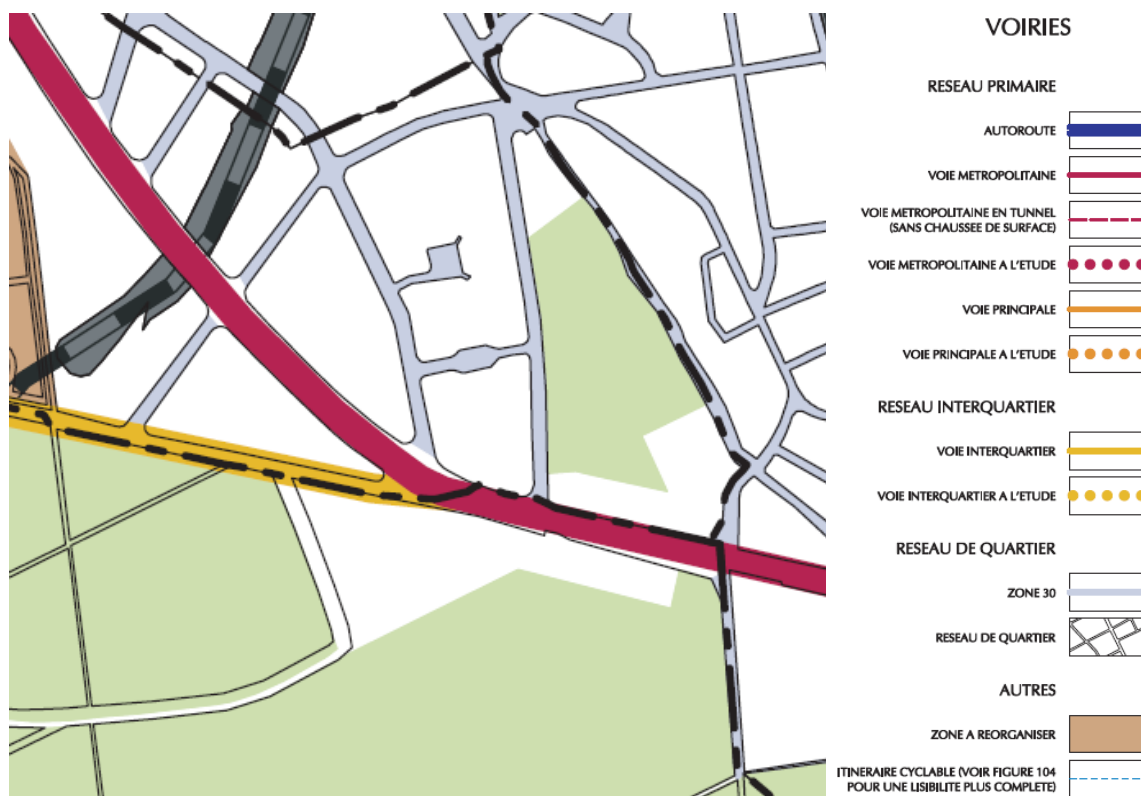 VOIRIES
RESEAU PRIMAIRE
AUTOROUTE
VOIE METROPOLITAINE
VOIE METROPOLITAINE EN TUNNEL
(SANS CHAUSSEE DE SURFACE)
VOIE METROPOLITAINE A L'ETUDE
VOIE PRINCIPALE
VOIE PRINCIPALE A L'ETUDE
RESEAU INTERQUARTIER
VOIE INTERQUARTIER
VOIE INTERQUARTIER A L'ETUDE
RESEAU DE QUARTIER
ZONE 30
RESEAU DE QUARTIER
AUTRES
ZONE A REORGANISER
ITINERAIRE CYCLABLE (VOIR FIGURE 104
POUR UNE LISIBILITE PLUS COMPLETE)